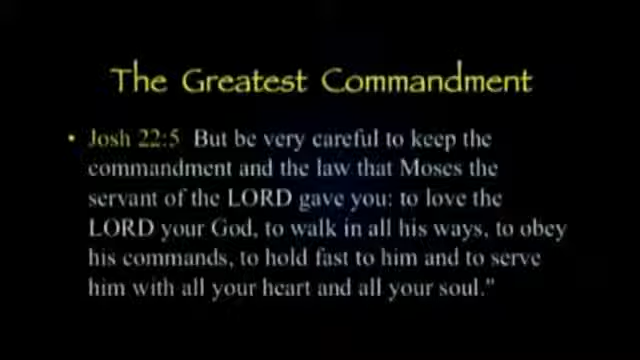 The Greatest Commandment
• Josh 22:5 But be very careful to keep the
commandment and the law that Moses the
servant of the LORD gave you: to love the
LORD your God, to walk in all his ways, to obey
his commands, to hold fast to him and to serve
him with all your heart and all your soul."